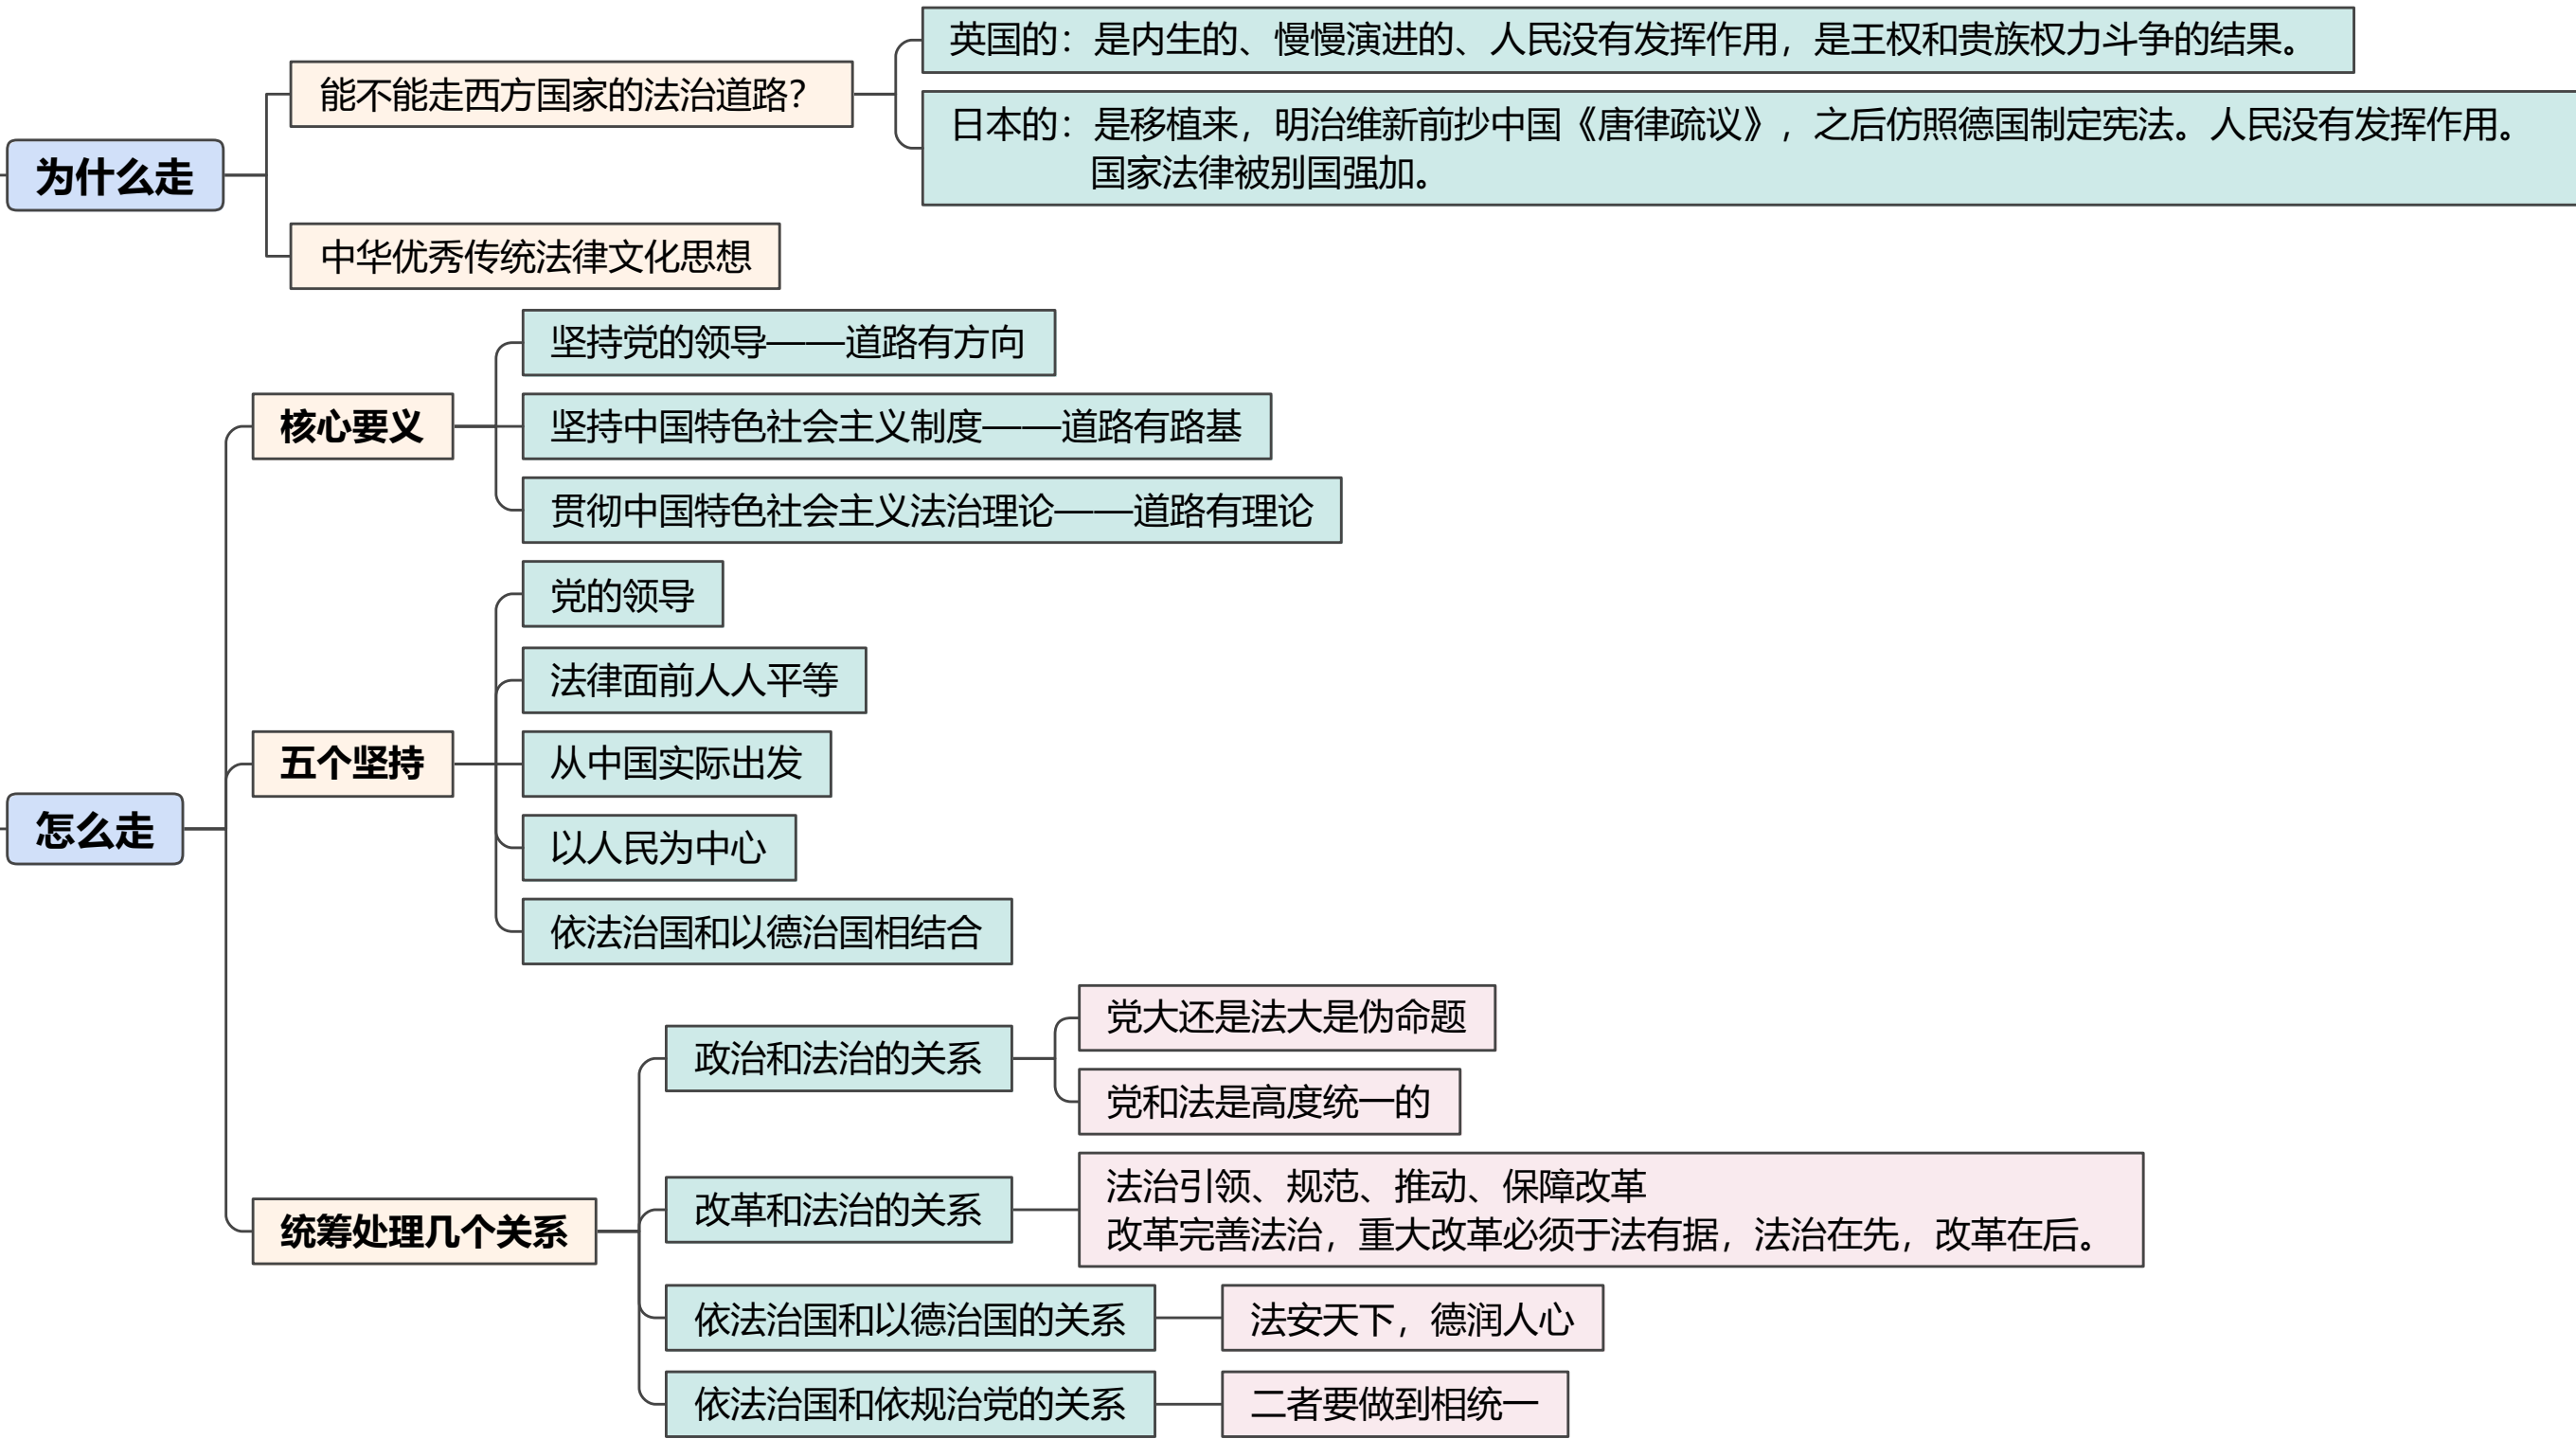 为什么走
能不能走西方国家的法治道路？
英国的：是内生的、慢慢演进的、人民没有发挥作用，是王权和贵族权力斗争的结果。
日本的：是移植来，明治维新前抄中国《唐律疏议》，之后仿照德国制定宪法。人民没有发挥作用。
国家法律被别国强加。
中华优秀传统法律文化思想
怎么走
核心要义
坚持党的领导——道路有方向
坚持中国特色社会主义制度——道路有路基
贯彻中国特色社会主义法治理论——道路有理论
五个坚持
党的领导
法律面前人人平等
从中国实际出发
以人民为中心
依法治国和以德治国相结合
统筹处理几个关系
政治和法治的关系
党大还是法大是伪命题
党和法是高度统一的
改革和法治的关系
法治引领、规范、推动、保障改革
改革完善法治，重大改革必须于法有据，法治在先，改革在后。
依法治国和以德治国的关系
法安天下，德润人心
依法治国和依规治党的关系
二者要做到相统一